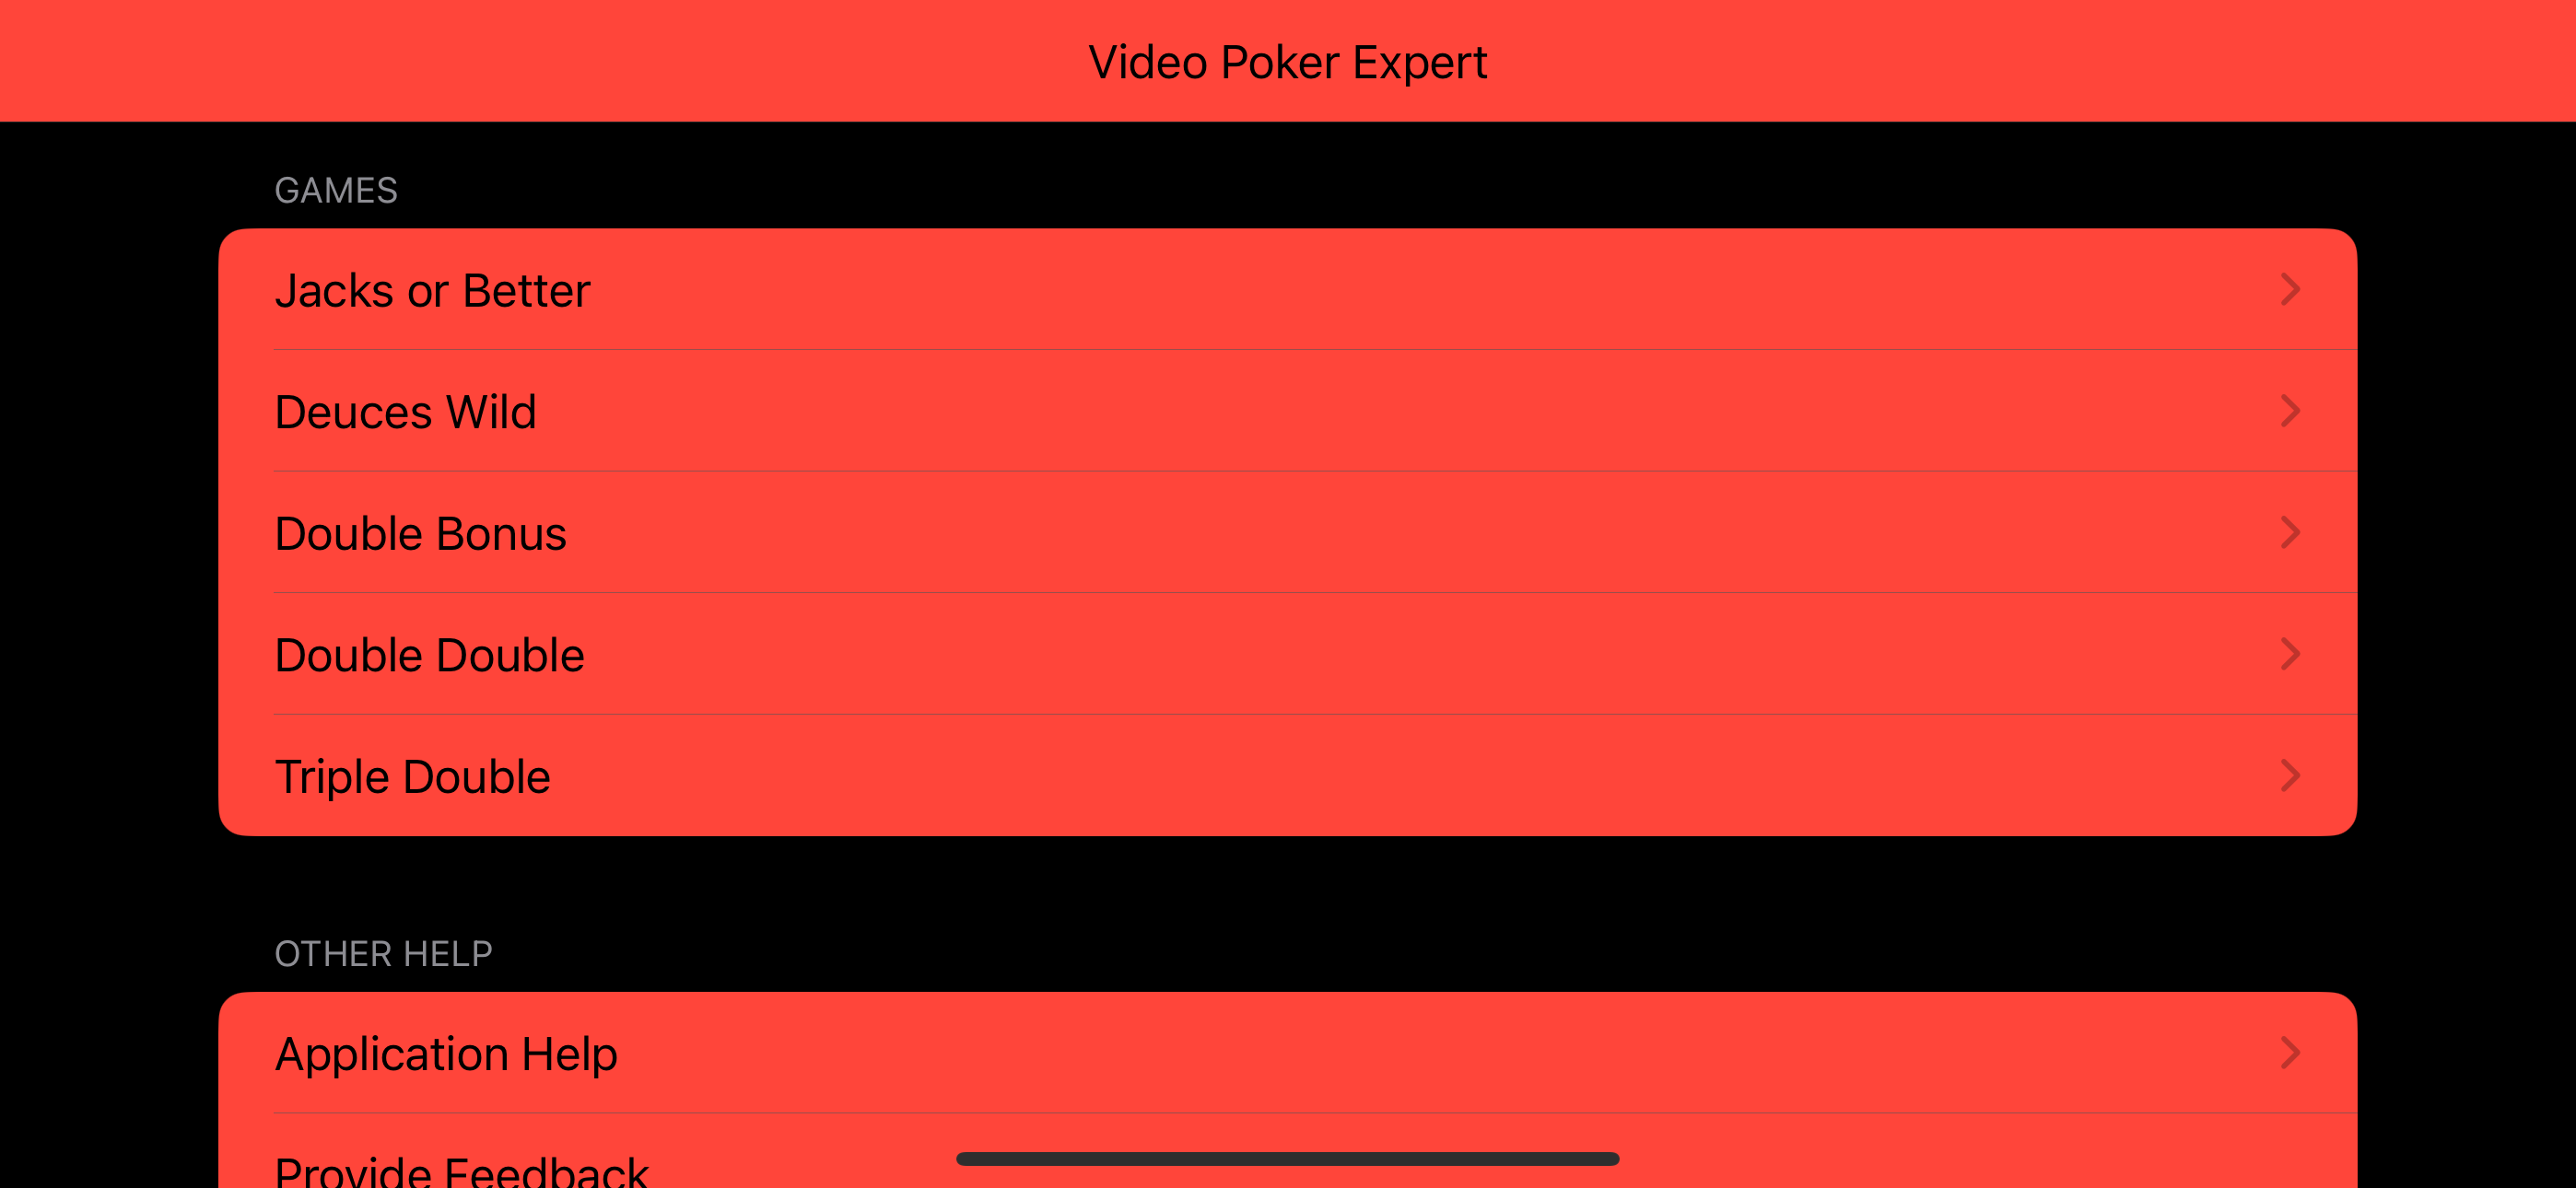 Video Poker Expert
GAMES
Jacks or Better
Deuces Wild
Double Bonus
Double Double
Triple Double
OTHER HELP
Application Help
Provide Feedback